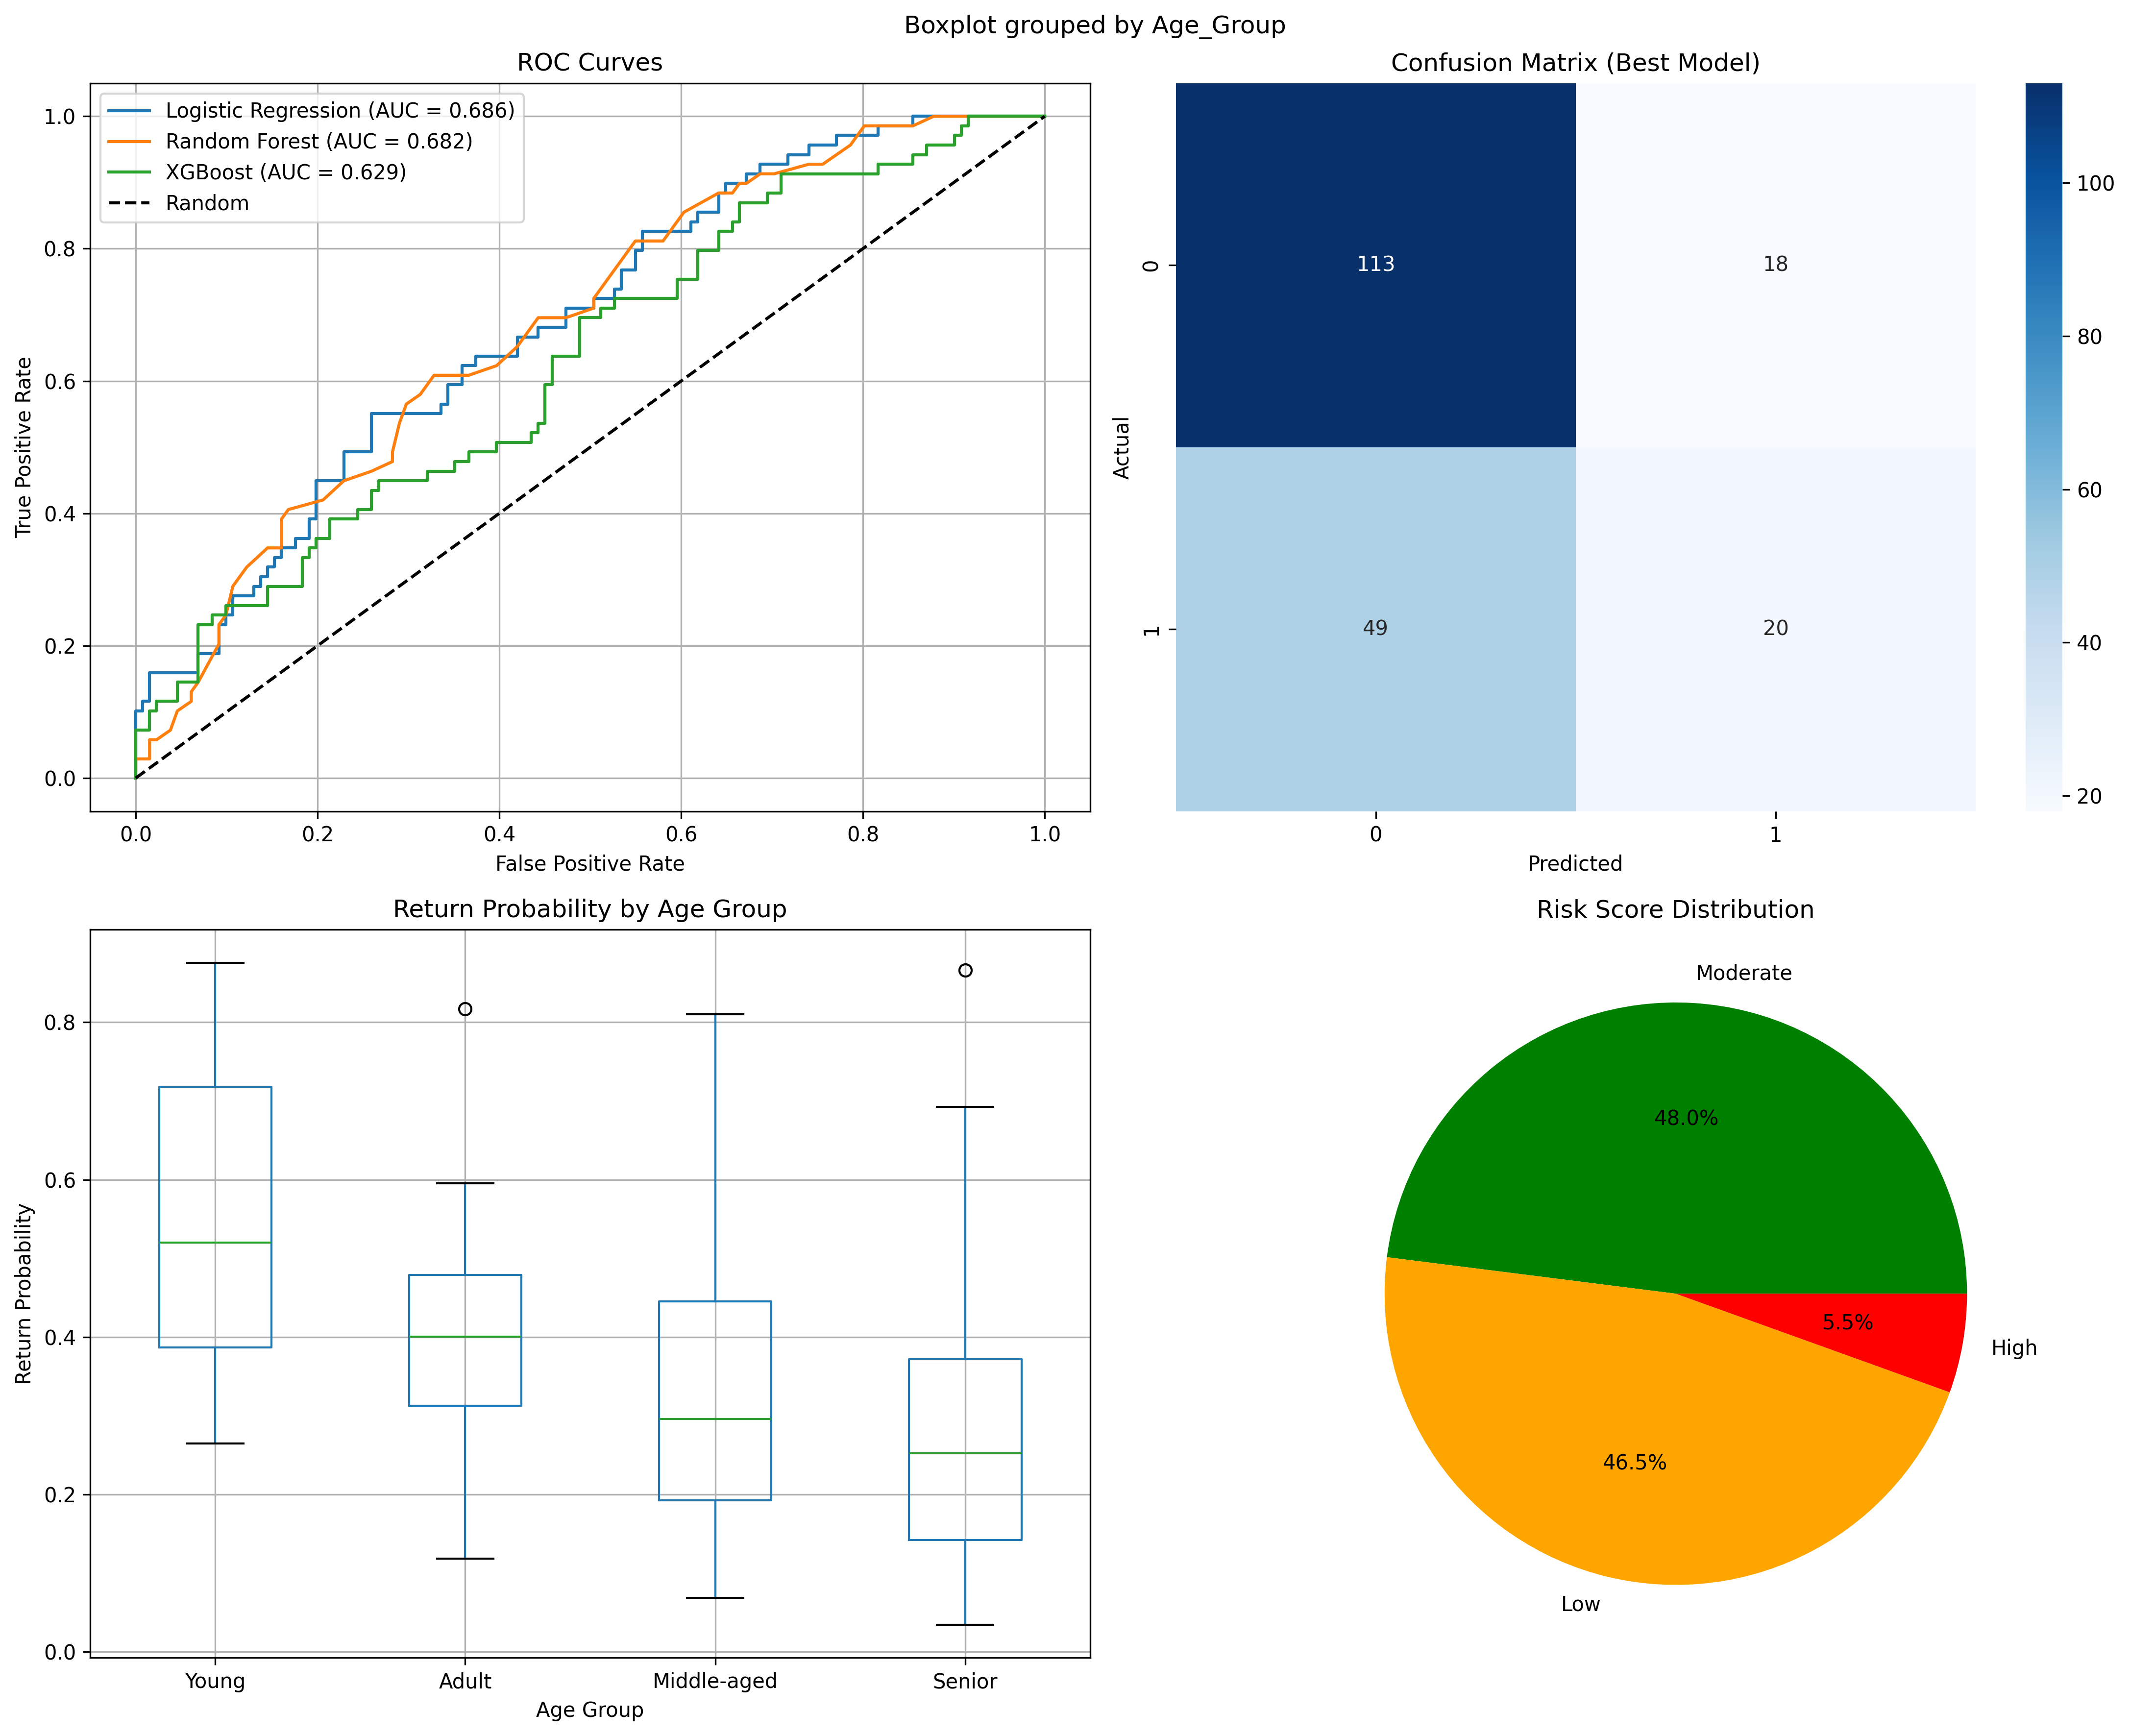 Boxplot grouped by Age_Group
ROC Curves
Logistic Regression (AUC = 0.686)
Random Forest (AUC = 0.682)
XGBoost (AUC = 0.629)
Random
1.0
0.8
0.6
0.4
0.2
0.0
True Positive Rate
0.0 0.2 0.4 0.6 0.8 1.0
False Positive Rate
Confusion Matrix (Best Model)
113 18
49 20
0
1
Actual
0 1
Predicted
100
80
60
40
20
Return Probability by Age Group
0.8
0.6
0.4
0.2
0.0
Return Probability
Young Adult Middle-aged Senior
Age Group
Risk Score Distribution
Moderate
48.0%
5.5%
High
46.5%
Low